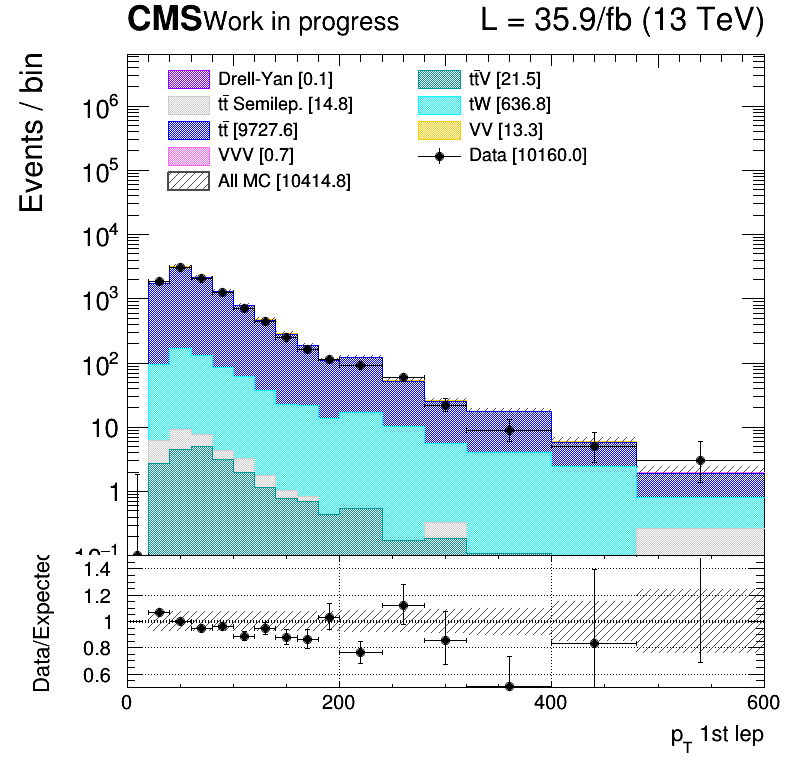 CMS Work in progress L = 35.9/fb (13 TeV)
Events / bin
Drell-Yan [0.1] tt̄V [21.5]
tt̄ Semilep. [14.8] tW [636.8]
tt̄ [9727.6] VV [13.3]
VVV [0.7] Data [10160.0]
All MC [10414.8]
10⁶
10⁵
10⁴
10³
10²
10
1
10⁻¹
Data/Expected
1.4
1.2
1
0.8
0.6
0 200 400 600
p_T 1st lep